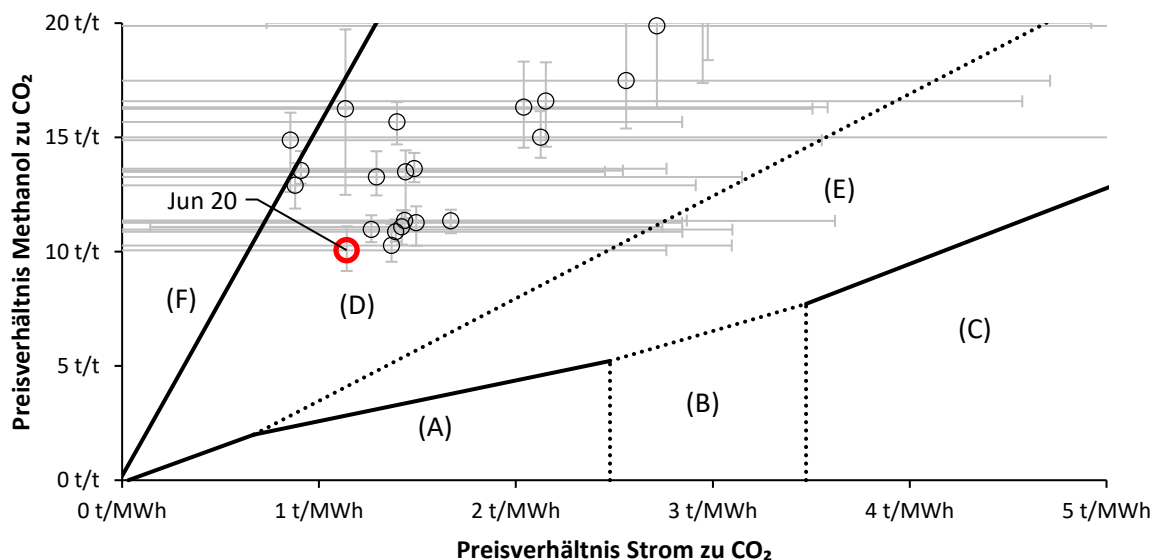 20 t/t
15 t/t
10 t/t
5 t/t
0 t/t
Preisverhältnis Methanol zu CO₂
Jun 20
(F)
(D)
(E)
(C)
(B)
(A)
0 t/MWh
1 t/MWh
2 t/MWh
3 t/MWh
4 t/MWh
5 t/MWh
Preisverhältnis Strom zu CO₂